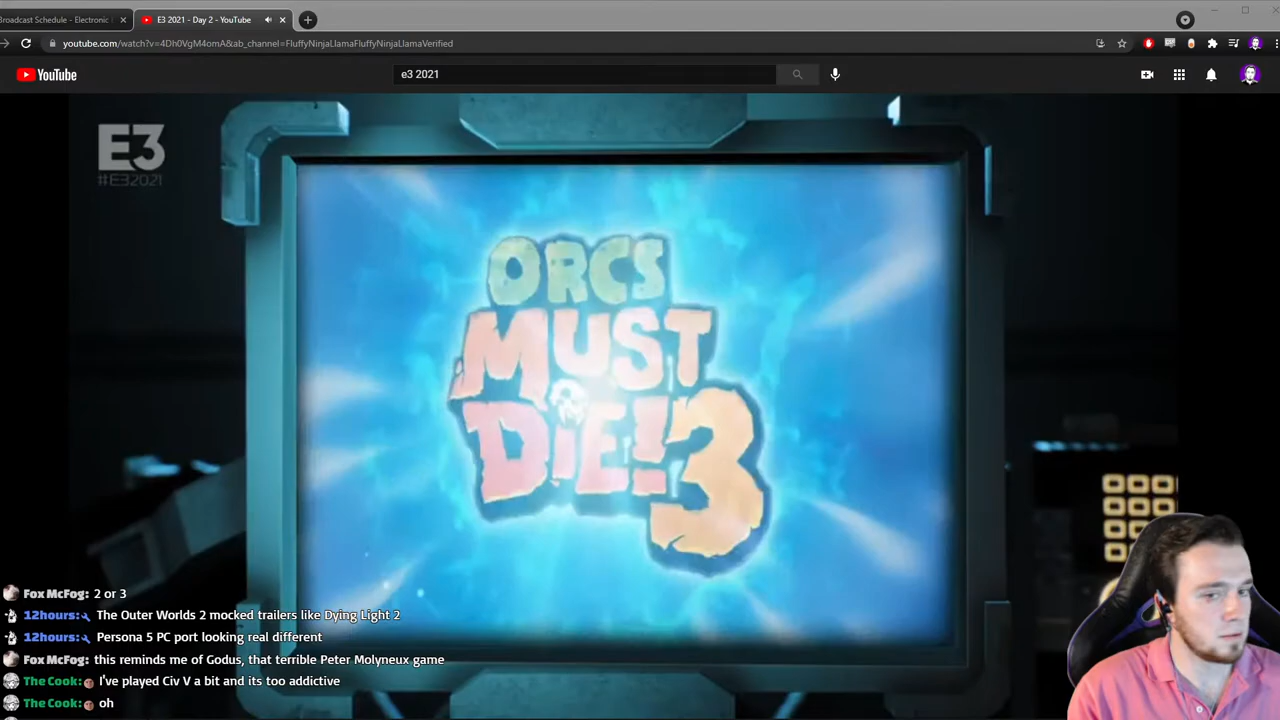 Broadcast Schedule - Electronic
E3 2021 - Day 2 - YouTube
youtube.com/watch?v=4Dh0VgM4omA&ab_channel=FluffyNinjaLlamaFluffyNinjaLlamaVerified
YouTube
e3 2021
E3
#E32021
ORCS
MUST
DIE! 3
Fox McFog: 2 or 3
12hours: The Outer Worlds 2 mocked trailers like Dying Light 2
12hours: Persona 5 PC port looking real different
Fox McFog: this reminds me of Godus, that terrible Peter Molyneux game
The Cook: I've played Civ V a bit and its too addictive
The Cook: oh